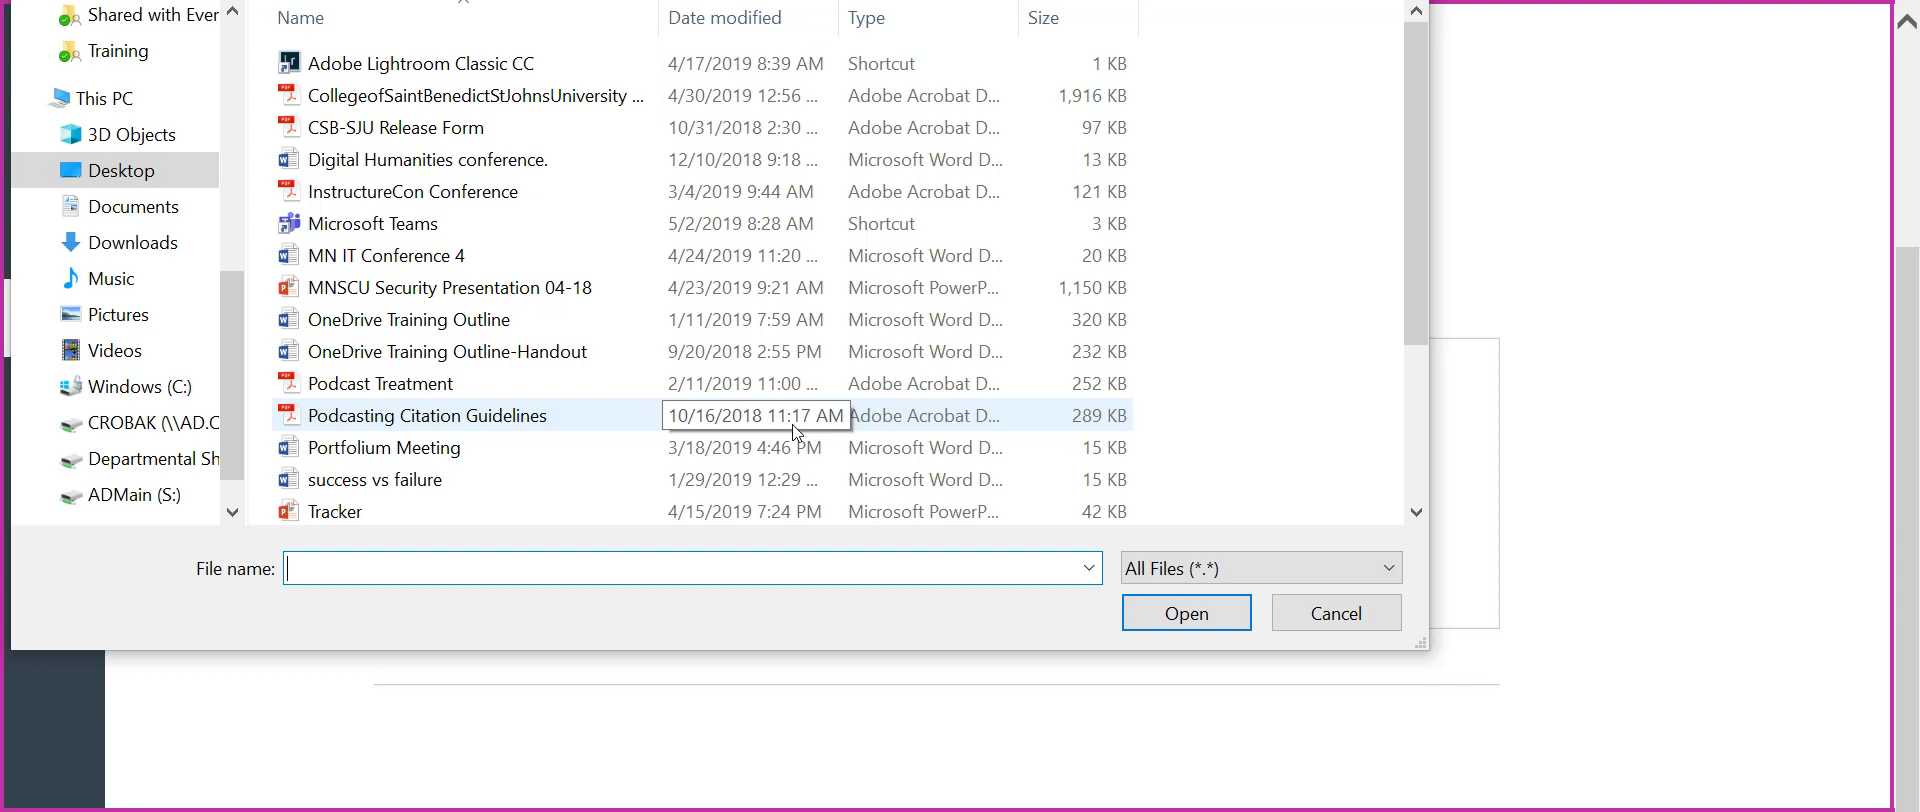 Shared with Ever
Training
This PC
3D Objects
Desktop
Documents
Downloads
Music
Pictures
Videos
Windows (C:)
CROBAK (\\AD.C
Departmental Sh
ADMain (S:)
Name Date modified Type Size
Adobe Lightroom Classic CC 4/17/2019 8:39 AM Shortcut 1 KB
CollegeofSaintBenedictStJohnsUniversity ... 4/30/2019 12:56 ... Adobe Acrobat D... 1,916 KB
CSB-SJU Release Form 10/31/2018 2:30 ... Adobe Acrobat D... 97 KB
Digital Humanities conference. 12/10/2018 9:18 ... Microsoft Word D... 13 KB
InstructureCon Conference 3/4/2019 9:44 AM Adobe Acrobat D... 121 KB
Microsoft Teams 5/2/2019 8:28 AM Shortcut 3 KB
MN IT Conference 4 4/24/2019 11:20 ... Microsoft Word D... 20 KB
MNSCU Security Presentation 04-18 4/23/2019 9:21 AM Microsoft PowerP... 1,150 KB
OneDrive Training Outline 1/11/2019 7:59 AM Microsoft Word D... 320 KB
OneDrive Training Outline-Handout 9/20/2018 2:55 PM Microsoft Word D... 232 KB
Podcast Treatment 2/11/2019 11:00 ... Adobe Acrobat D... 252 KB
Podcasting Citation Guidelines 10/16/2018 11:17 AM Adobe Acrobat D... 289 KB
Portfolium Meeting 3/18/2019 4:46 PM Microsoft Word D... 15 KB
success vs failure 1/29/2019 12:29 ... Microsoft Word D... 15 KB
Tracker 4/15/2019 7:24 PM Microsoft PowerP... 42 KB
File name: All Files (*.*)
Open Cancel